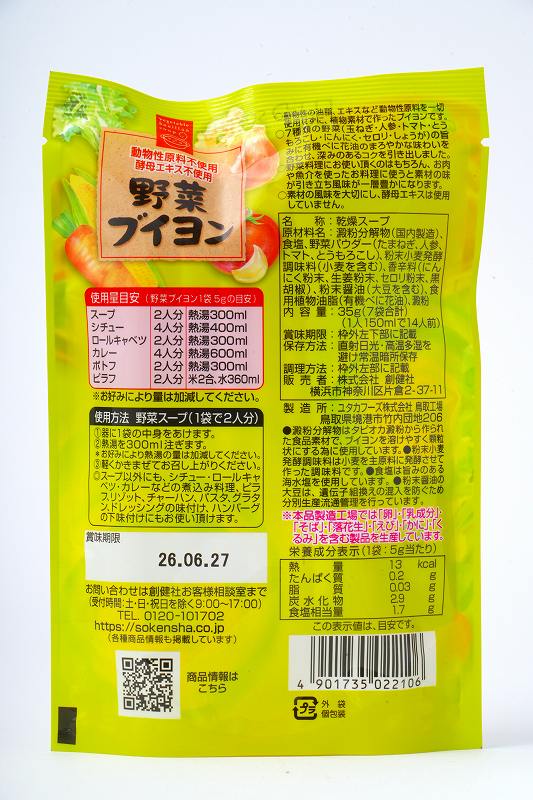 Vegetable bouillon soup
動物性原料不使用
酵母エキス不使用
野菜
ブイヨン
○動物性の油脂、エキスなど動物性原料を一切
使用せずに、植物素材で作ったブイヨンです。
○7種類の野菜(玉ねぎ・人参・トマト・とう
もろこし・にんにく・セロリ・しょうが)の旨
みに有機べに花油のまろやかな味わいを
合わせ、深みのあるコクを引き出しました。
野菜料理にお使い頂くのはもちろん、お肉
や魚介を使ったお料理に使うと素材の味
が引き立ち風味が一層豊かになります。
○素材の風味を大切にし、酵母エキスは使用
していません。
名称:乾燥スープ
原材料名:澱粉分解物(国内製造)、
食塩、野菜パウダー(たまねぎ、人参、
トマト、とうもろこし)、粉末小麦発酵
調味料(小麦を含む)、香辛料(にん
にく粉末、生姜粉末、セロリ粉末、黒
胡椒)、粉末醤油(大豆を含む)、食
用植物油脂(有機べに花油)、澱粉
内容量:35g(7袋合計)
(1人150mlで14人前)
賞味期限:枠外左下部に記載
保存方法:直射日光・高温多湿を
避け常温暗所保存
調理方法:枠外左部に記載
販売者:株式会社 創健社
横浜市神奈川区片倉2-37-11
製造所:ユタカフーズ株式会社 鳥取工場
鳥取県境港市竹内団地206
●澱粉分解物はタピオカ澱粉から作られ
た食品素材で、ブイヨンを溶けやすく顆粒
状にする為に使用しています。●粉末小麦
発酵調味料は小麦を主原料に発酵させて作
った調味料です。●食塩は旨みのある
海水塩を使用しています。●粉末醤油の
大豆は、遺伝子組換えの混入を防ぐため
分別生産流通管理を行っています。
※本品製造工場では「卵」・「乳成分」・
「そば」・「落花生」・「えび」・「かに」・「く
るみ」を含む製品を生産しています。
栄養成分表示(1袋:5g当たり)
熱量 13 kcal
たんぱく質 0.2 g
脂質 0.03 g
炭水化物 2.9 g
食塩相当量 1.7 g
この表示値は、目安です。
4 901735 022106
プラ
外袋
個包装
使用量目安(野菜ブイヨン1袋5gの目安)
スープ 2人分 熱湯300ml
シチュー 4人分 熱湯400ml
ロールキャベツ 2人分 熱湯300ml
カレー 4人分 熱湯600ml
ポトフ 2人分 熱湯300ml
ピラフ 2人分 米2合、水360ml
※お好みにより量は加減してください。
使用方法 野菜スープ(1袋で2人分)
①器に1袋の中身をあけます。
②熱湯を300ml注ぎます。
*お好みにより熱湯の量は加減してください。
③軽くかきまぜてお召し上がりください。
◎スープ以外にも、シチュー・ロールキャ
ベツ・カレーなどの煮込み料理、ピラ
フ、リゾット、チャーハン、パスタ、グラタ
ン、ドレッシングの味付け、ハンバーグ
の下味付けにもお使い頂けます。
賞味期限
26.06.27
お問い合わせは創健社お客様相談室まで
(受付時間:土・日・祝日を除く9:00~17:00)
TEL. 0120-101702
https://sokensha.co.jp
(各種商品情報も掲載しています)
商品情報は
こちら